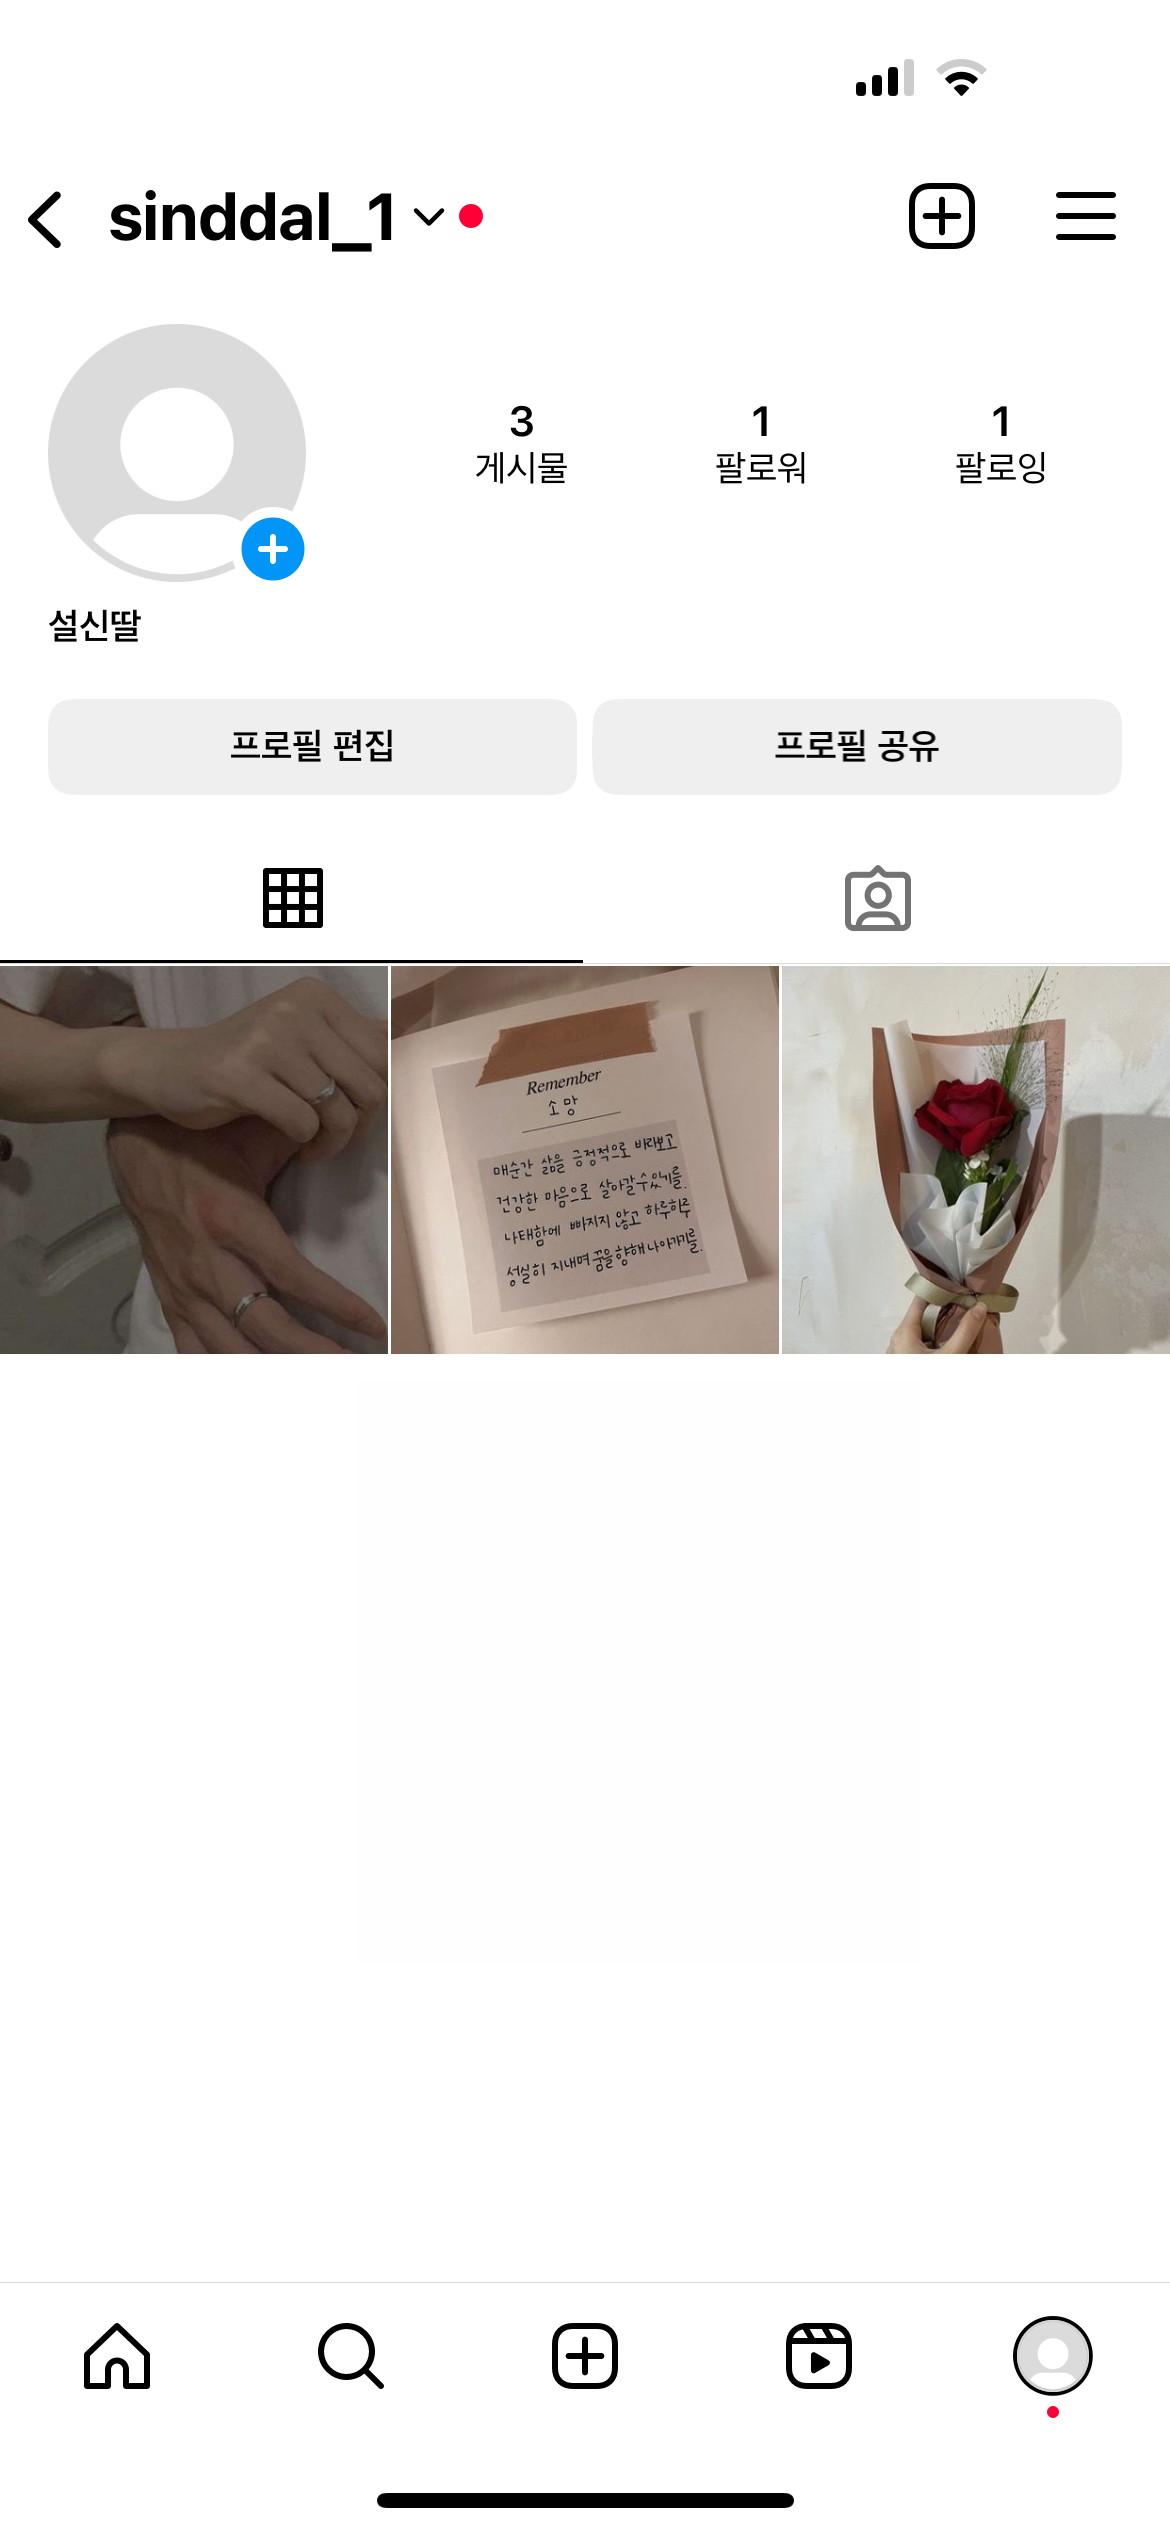 sinddal_1
3
게시물
1
팔로워
1
팔로잉
설신딸
프로필 편집
프로필 공유
Remember
소망
매순간 삶을 긍정적으로 바라보고
건강한 마음으로 살아갈수있기를.
나태함에 빠지지 않고 하루하루
성실히 지내며 꿈을향해나아가기를.